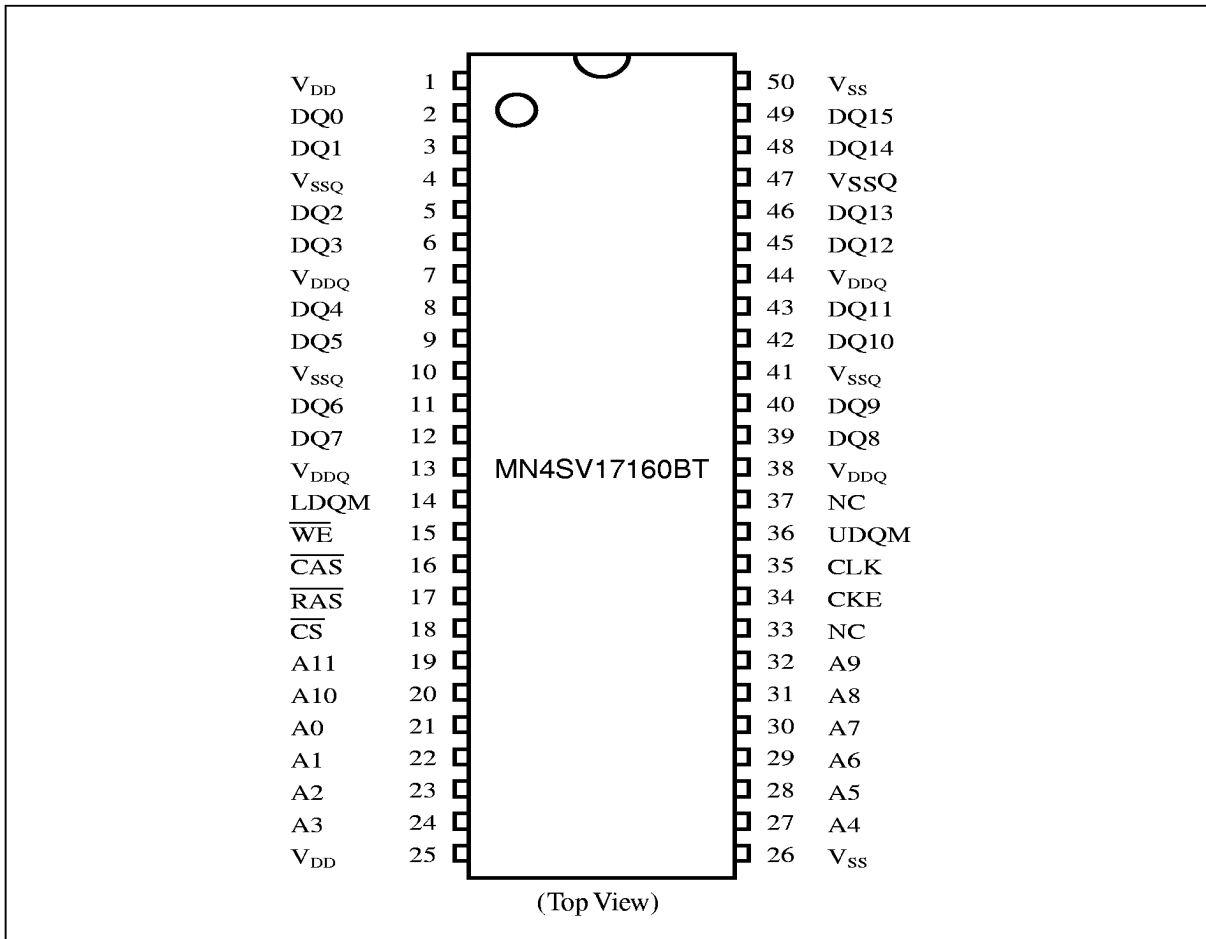 V_DD 1 50 V_SS
DQ0 2 49 DQ15
DQ1 3 48 DQ14
V_SSQ 4 47 VSSQ
DQ2 5 46 DQ13
DQ3 6 45 DQ12
V_DDQ 7 44 V_DDQ
DQ4 8 43 DQ11
DQ5 9 42 DQ10
V_SSQ 10 41 V_SSQ
DQ6 11 40 DQ9
DQ7 12 39 DQ8
V_DDQ 13 MN4SV17160BT 38 V_DDQ
LDQM 14 37 NC
W̅E̅ 15 36 UDQM
C̅A̅S̅ 16 35 CLK
R̅A̅S̅ 17 34 CKE
C̅S̅ 18 33 NC
A11 19 32 A9
A10 20 31 A8
A0 21 30 A7
A1 22 29 A6
A2 23 28 A5
A3 24 27 A4
V_DD 25 26 V_SS
(Top View)